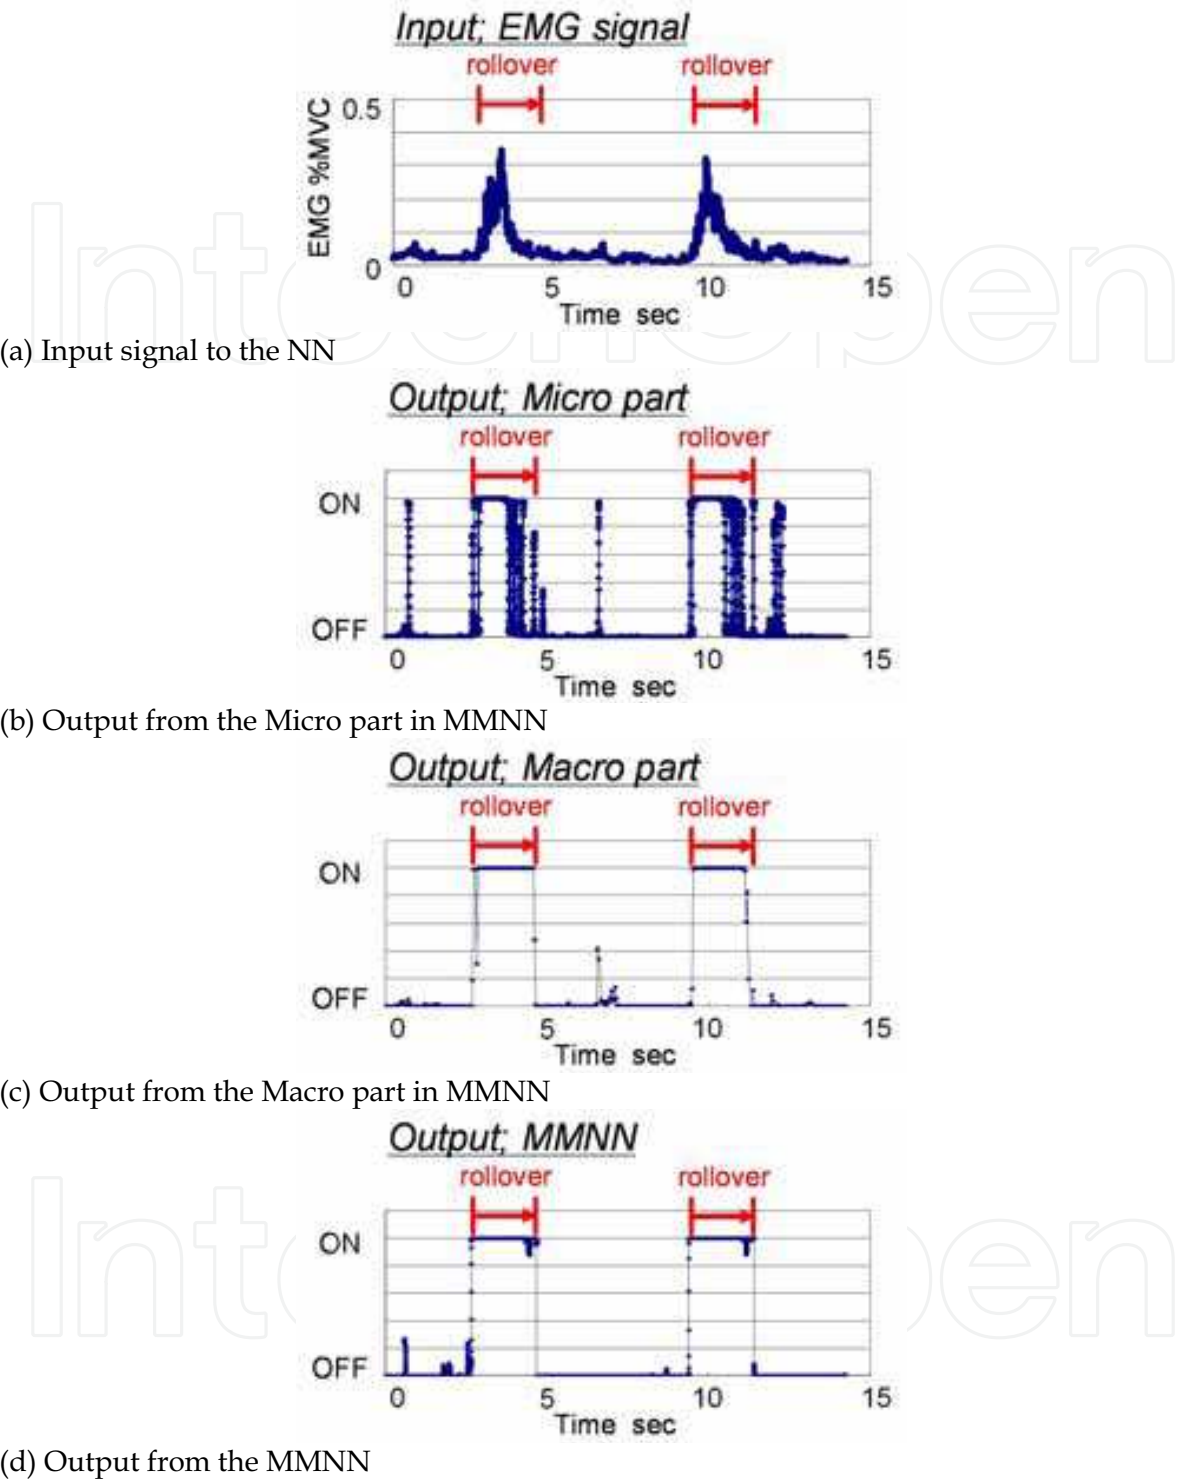 Input; EMG signal
rollover rollover
EMG %MVC
0.5
0
0 5 10 15
Time sec
(a) Input signal to the NN
Output; Micro part
rollover rollover
ON
OFF
0 5 10 15
Time sec
(b) Output from the Micro part in MMNN
Output; Macro part
rollover rollover
ON
OFF
0 5 10 15
Time sec
(c) Output from the Macro part in MMNN
Output; MMNN
rollover rollover
ON
OFF
0 5 10 15
Time sec
(d) Output from the MMNN